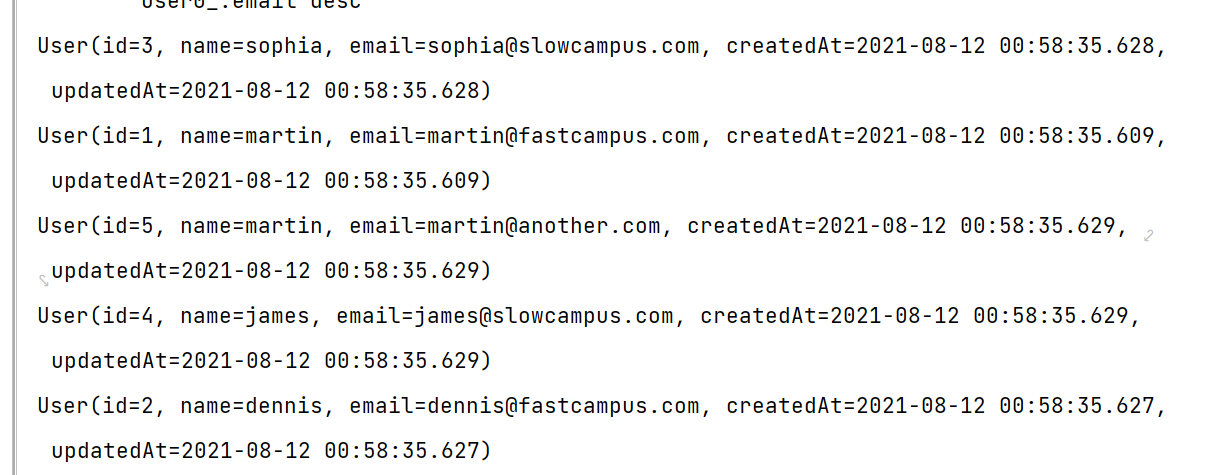 user0_.email desc
User(id=3, name=sophia, email=sophia@slowcampus.com, createdAt=2021-08-12 00:58:35.628,
updatedAt=2021-08-12 00:58:35.628)
User(id=1, name=martin, email=martin@fastcampus.com, createdAt=2021-08-12 00:58:35.609,
updatedAt=2021-08-12 00:58:35.609)
User(id=5, name=martin, email=martin@another.com, createdAt=2021-08-12 00:58:35.629,
updatedAt=2021-08-12 00:58:35.629)
User(id=4, name=james, email=james@slowcampus.com, createdAt=2021-08-12 00:58:35.629,
updatedAt=2021-08-12 00:58:35.629)
User(id=2, name=dennis, email=dennis@fastcampus.com, createdAt=2021-08-12 00:58:35.627,
updatedAt=2021-08-12 00:58:35.627)